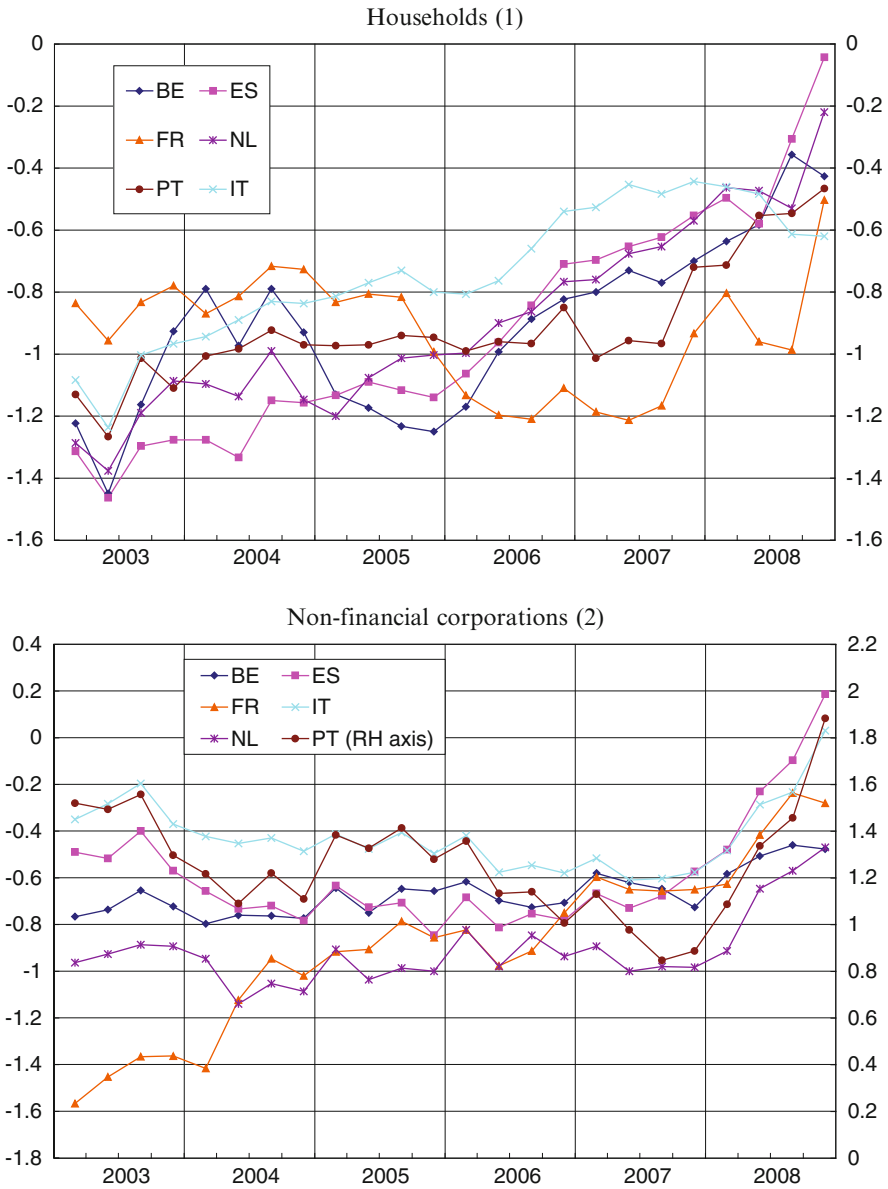 Households (1)
0 0
BE ES
-0.2 -0.2
FR NL
-0.4 -0.4
PT IT
-0.6 -0.6
-0.8 -0.8
-1 -1
-1.2 -1.2
-1.4 -1.4
-1.6 -1.6
2003 2004 2005 2006 2007 2008
Non-financial corporations (2)
0.4 2.2
BE ES
0.2 2
FR IT
NL PT (RH axis)
0 1.8
-0.2 1.6
-0.4 1.4
-0.6 1.2
-0.8 1
-1 0.8
-1.2 0.6
-1.4 0.4
-1.6 0.2
-1.8 0
2003 2004 2005 2006 2007 2008